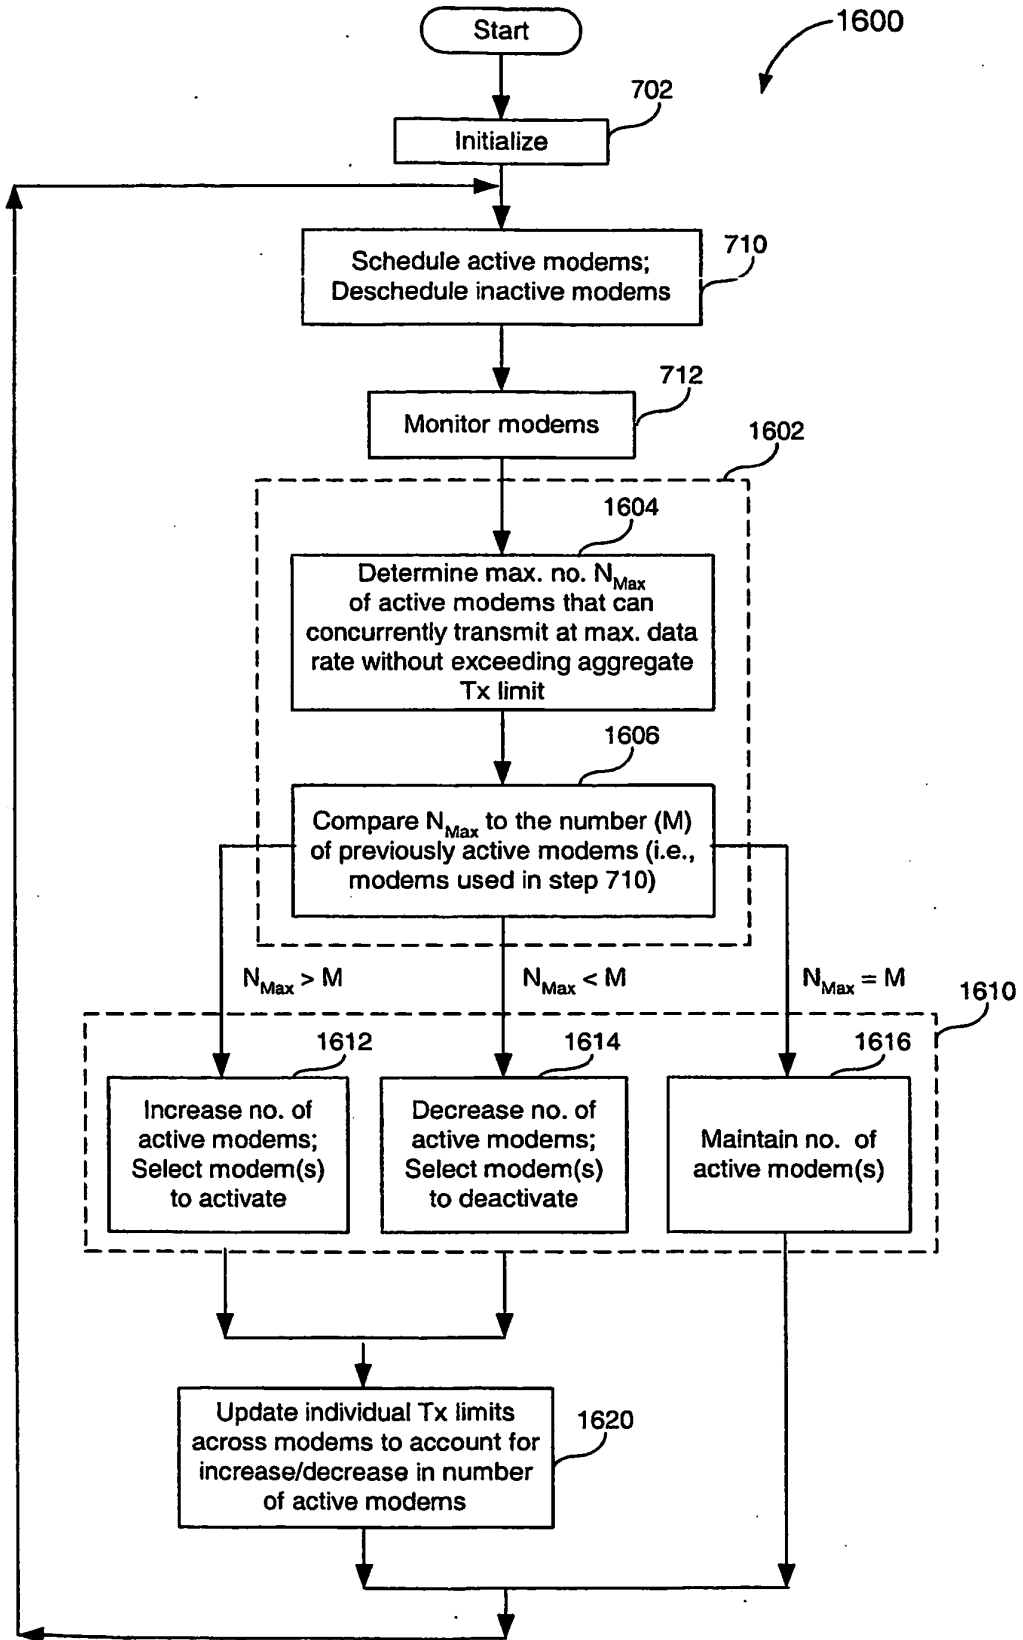 Start
1600
702
Initialize
710
Schedule active modems;
Deschedule inactive modems
712
Monitor modems
1602
1604
Determine max. no. NMax
of active modems that can
concurrently transmit at max. data
rate without exceeding aggregate
Tx limit
1606
Compare NMax to the number (M)
of previously active modems (i.e.,
modems used in step 710)
NMax > M
NMax < M
NMax = M
1610
1612
1614
1616
Increase no. of
active modems;
Select modem(s)
to activate
Decrease no. of
active modems;
Select modem(s)
to deactivate
Maintain no. of
active modem(s)
Update individual Tx limits
across modems to account for
increase/decrease in number
of active modems
1620